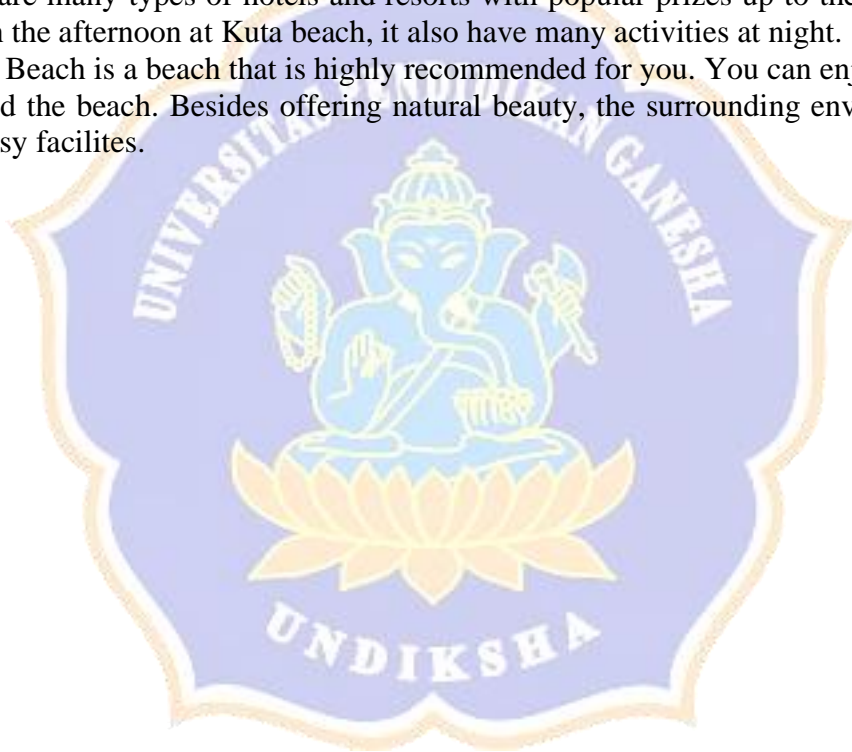 are many types of hotels and resorts with popular prizes up to the
n the afternoon at Kuta beach, it also have many activities at night.
Beach is a beach that is highly recommended for you. You can enj
d the beach. Besides offering natural beauty, the surrounding env
sy facilites.
UNIVERSITAS PENDIDIKAN GANESHA
UNDIKSHA